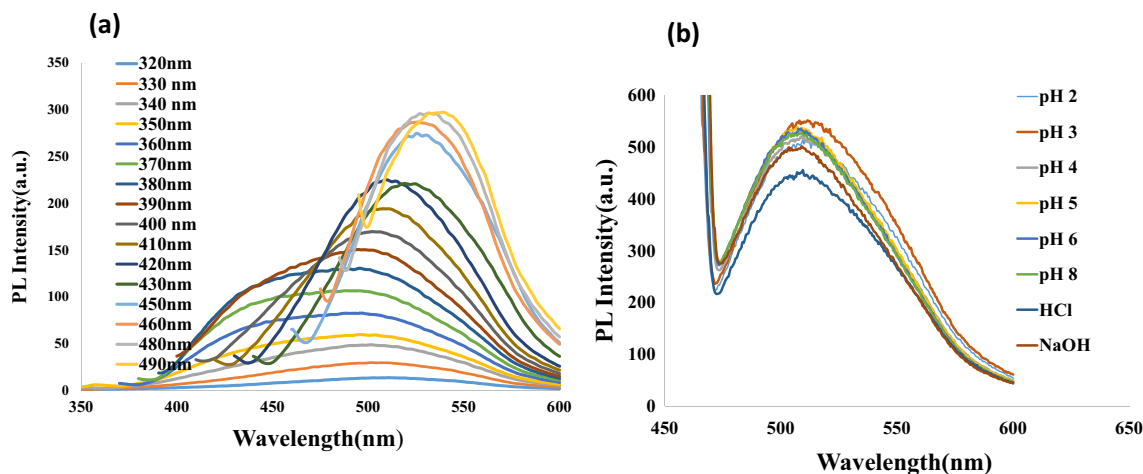 (a)
PL Intensity(a.u.)
350
300
250
200
150
100
50
0
320nm
330 nm
340 nm
350nm
360nm
370nm
380nm
390nm
400 nm
410nm
420nm
430nm
450nm
460nm
480nm
490nm
350 400 450 500 550 600
Wavelength(nm)
(b)
PL Intensity(a.u.)
600
500
400
300
200
100
0
pH 2
pH 3
pH 4
pH 5
pH 6
pH 8
HCl
NaOH
450 500 550 600 650
Wavelength(nm)